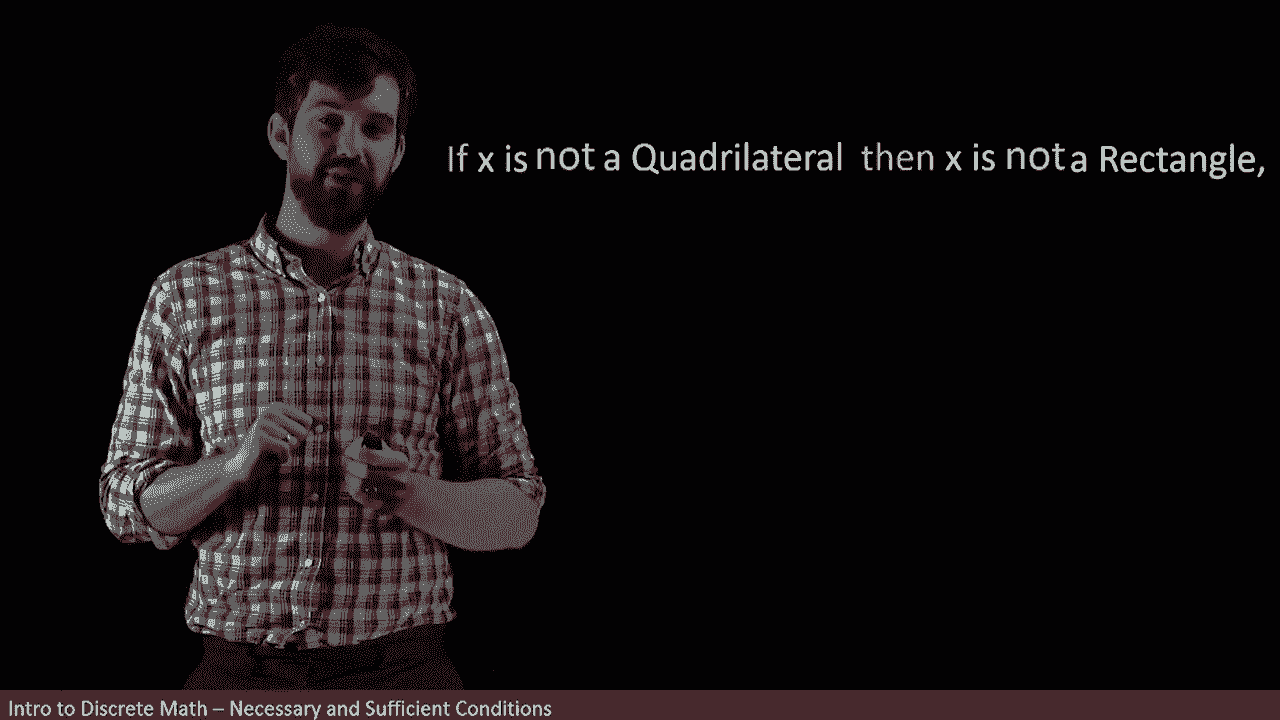 If x is not a Quadrilateral then x is not a Rectangle,
Intro to Discrete Math – Necessary and Sufficient Conditions